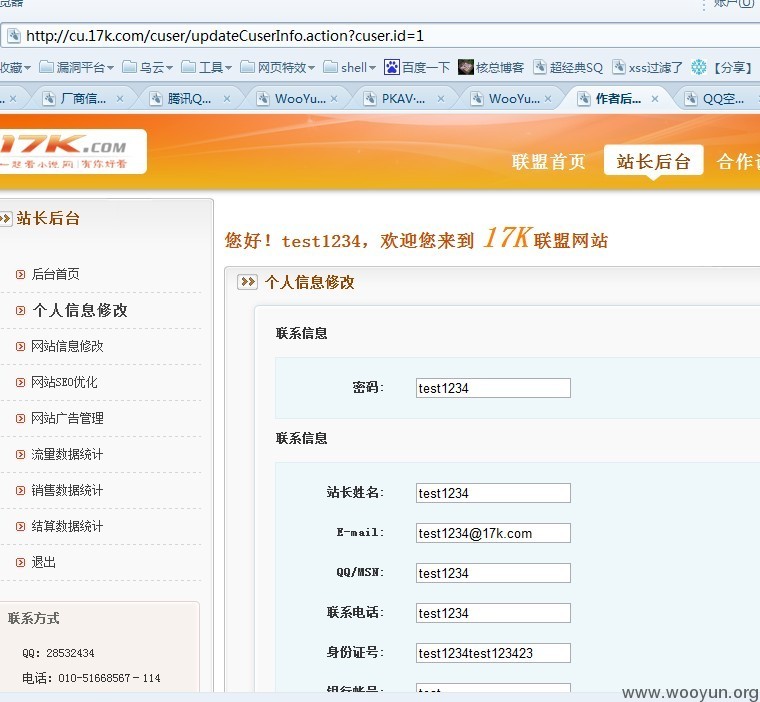 览器
账户(U)
http://cu.17k.com/cuser/updateCuserInfo.action?cuser.id=1
收藏 漏洞平台 乌云 工具 网页特效 shell 百度一下 核总博客 超经典SQ xss过滤了 【分享】
厂商信... 腾讯Q... WooYu... PKAV-... WooYu... 作者后... QQ空...
17K.COM
一起看小说网|有你好看
联盟首页 站长后台 合作
站长后台
后台首页
个人信息修改
网站信息修改
网站SEO优化
网站广告管理
流量数据统计
销售数据统计
结算数据统计
退出
联系方式
QQ: 28532434
电话: 010-51668567-114
您好! test1234, 欢迎您来到 17K联盟网站
个人信息修改
联系信息
密码: test1234
联系信息
站长姓名: test1234
E-mail: test1234@17k.com
QQ/MSN: test1234
联系电话: test1234
身份证号: test1234test123423
银行帐号: test
www.wooyun.org